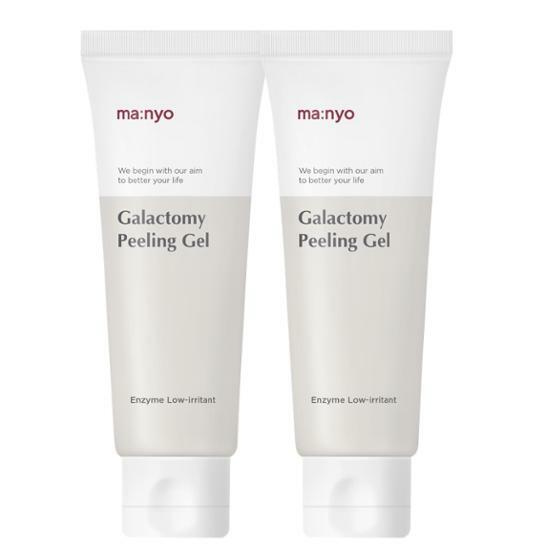 ma:nyo
We begin with our aim
to better your life
Galactomy
Peeling Gel
Enzyme Low-irritant
ma:nyo
We begin with our aim
to better your life
Galactomy
Peeling Gel
Enzyme Low-irritant